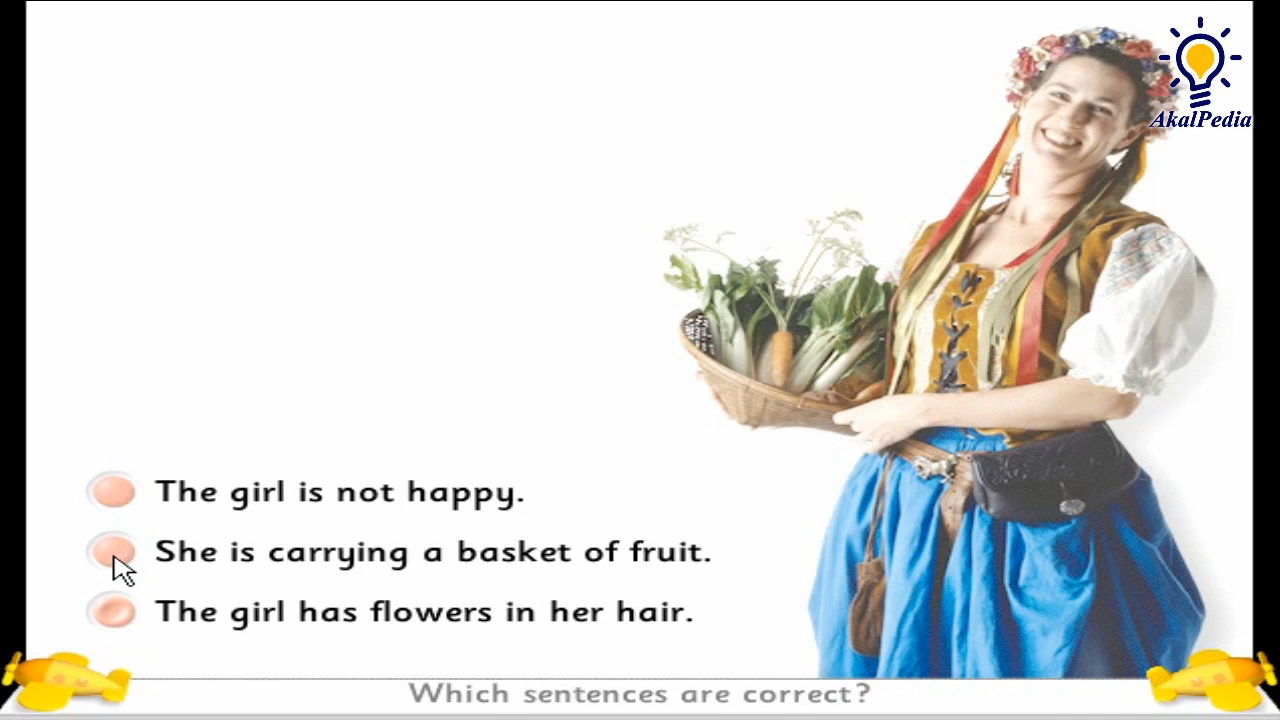 AkalPedia
The girl is not happy.
She is carrying a basket of fruit.
The girl has flowers in her hair.
Which sentences are correct?